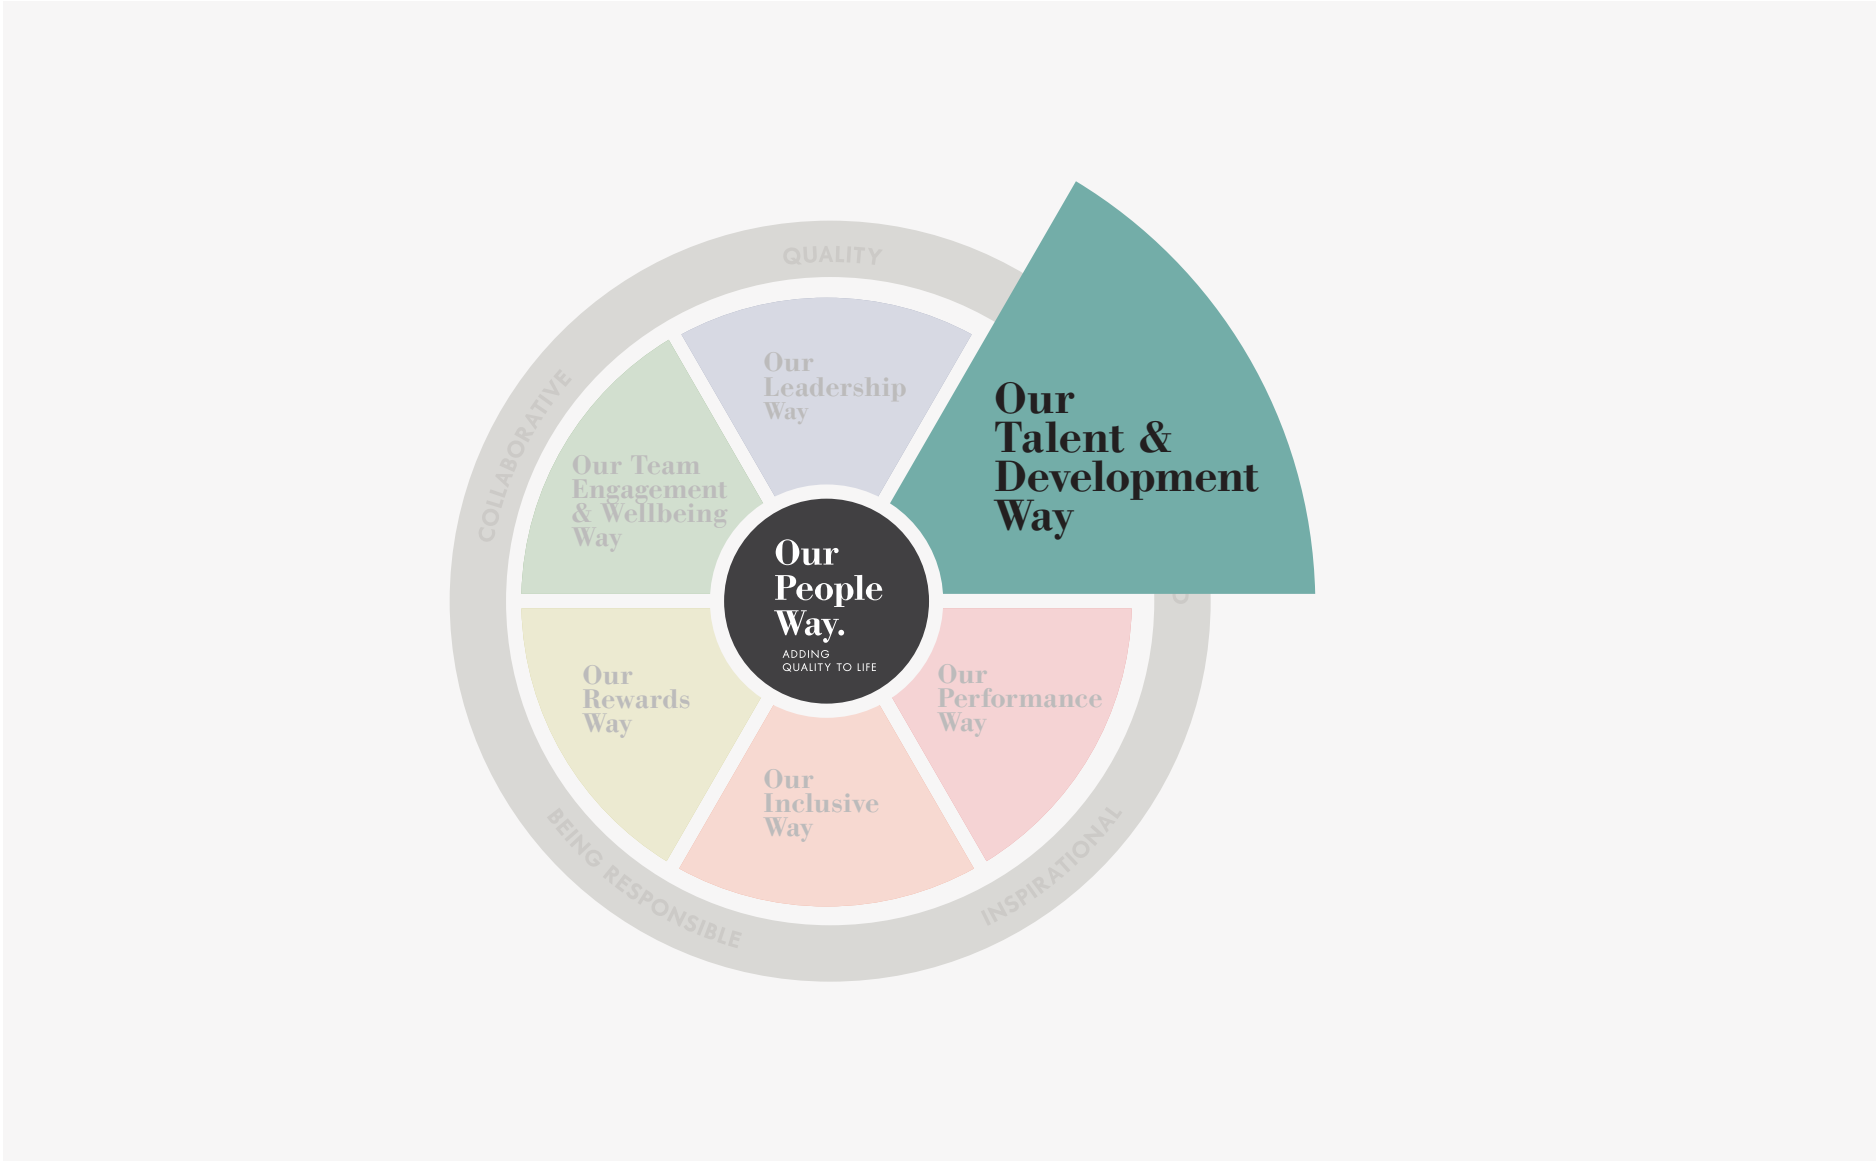 QUALITY
COLLABORATIVE
Our
Leadership
Way
Our
Talent &
Development
Way
Our Team
Engagement
& Wellbeing
Way
Our
People
Way.
ADDING
QUALITY TO LIFE
Our
Rewards
Way
Our
Performance
Way
Our
Inclusive
Way
BEING RESPONSIBLE
INSPIRATIONAL